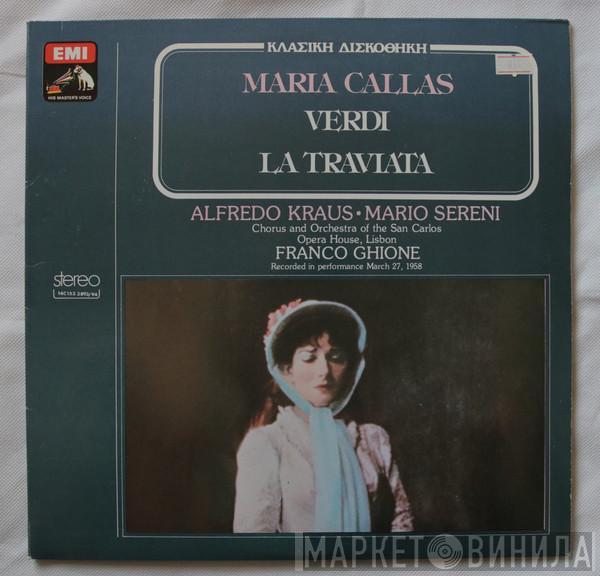 EMI
HIS MASTER'S VOICE
ΚΛΑΣΙΚΗ ΔΙΣΚΟΘΗΚΗ
MARIA CALLAS
VERDI
LA TRAVIATA
ALFREDO KRAUS • MARIO SERENI
Chorus and Orchestra of the San Carlos
Opera House, Lisbon
FRANCO GHIONE
Recorded in performance March 27, 1958
stereo
МАРКЕТ ВИНИЛА